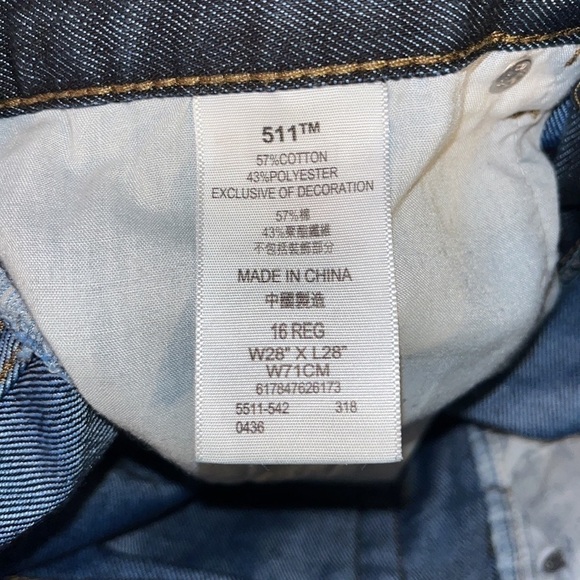 511™
57%COTTON
43%POLYESTER
EXCLUSIVE OF DECORATION
57%棉
43%聚酯纖維
不包括裝飾部分
MADE IN CHINA
中國製造
16 REG
W28" X L28"
W71CM
617847626173
5511-542 318
0436